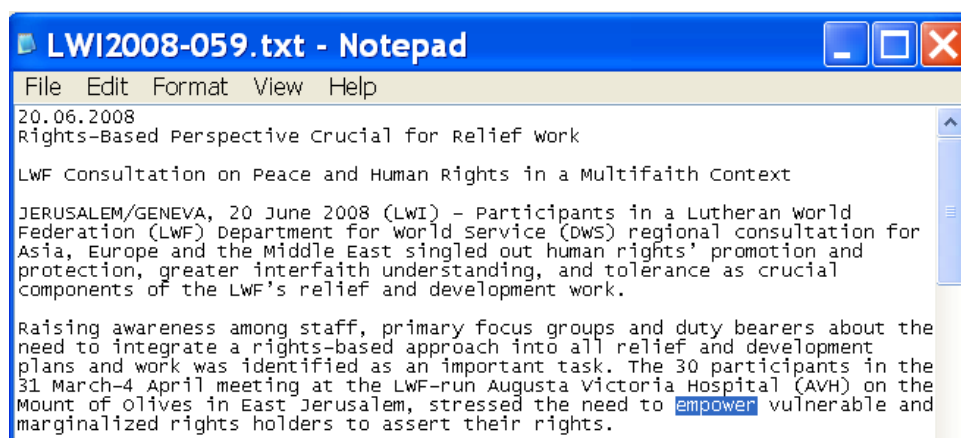 LWI2008-059.txt - Notepad
File Edit Format View Help
20.06.2008
Rights-Based Perspective Crucial for Relief Work
LWF Consultation on Peace and Human Rights in a Multifaith Context
JERUSALEM/GENEVA, 20 June 2008 (LWI) – Participants in a Lutheran World
Federation (LWF) Department for World Service (DWS) regional consultation for
Asia, Europe and the Middle East singled out human rights’ promotion and
protection, greater interfaith understanding, and tolerance as crucial
components of the LWF’s relief and development work.
Raising awareness among staff, primary focus groups and duty bearers about the
need to integrate a rights-based approach into all relief and development
plans and work was identified as an important task. The 30 participants in the
31 March–4 April meeting at the LWF-run Augusta Victoria Hospital (AVH) on the
Mount of Olives in East Jerusalem, stressed the need to empower vulnerable and
marginalized rights holders to assert their rights.